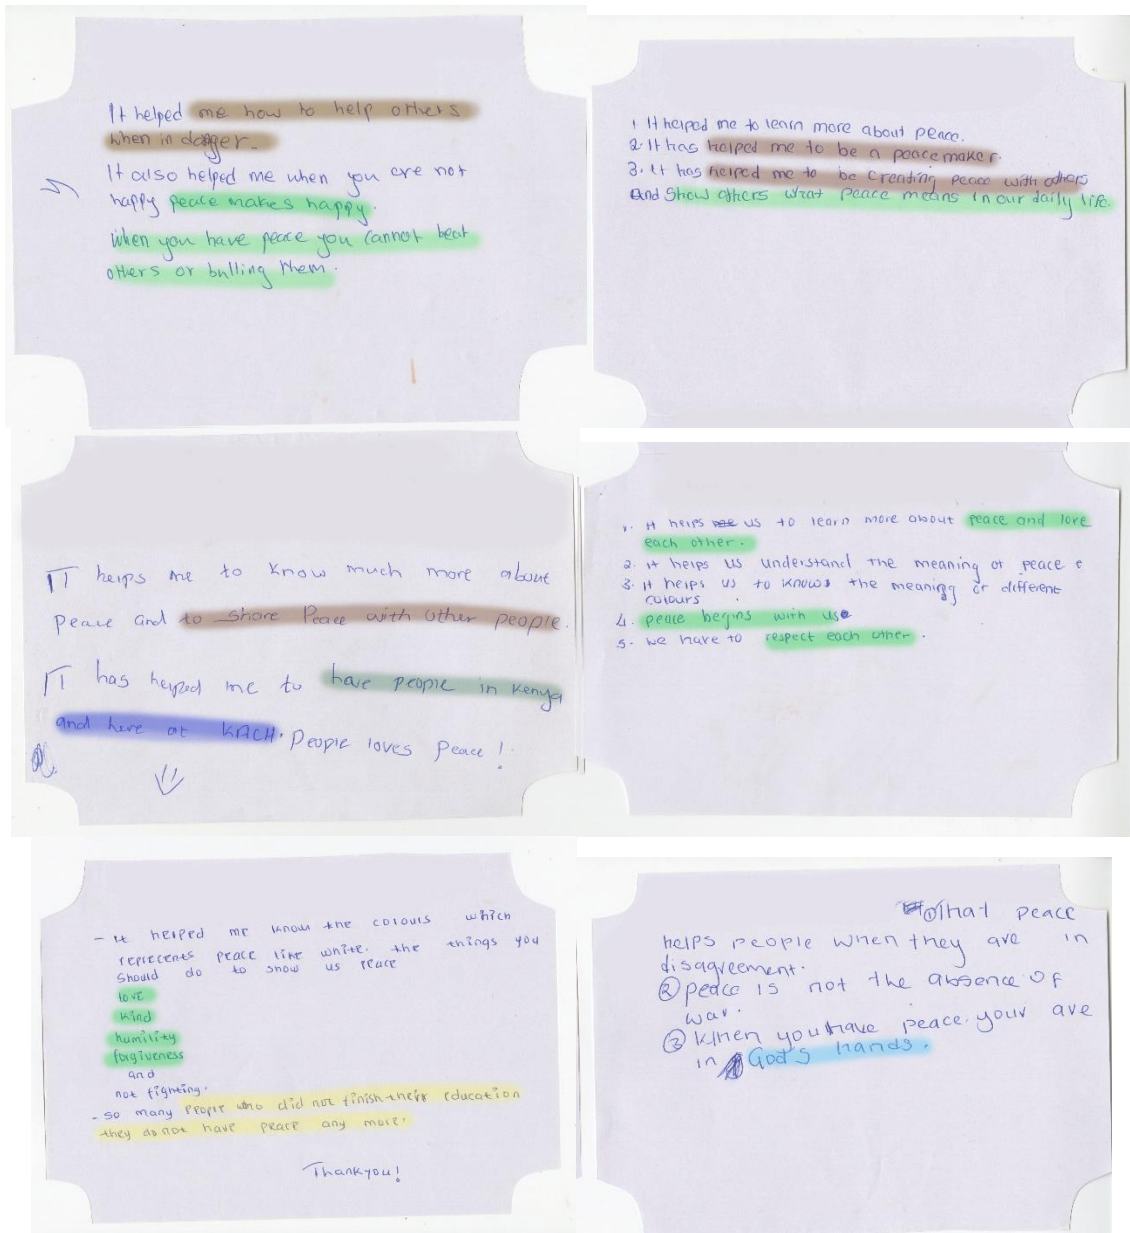 It helped me how to help others
when in danger.
It also helped me when you are not
happy peace makes happy.
When you have peace you cannot beat
others or bulling them.
1 It helped me to learn more about peace.
2. It has helped me to be a peacemaker.
3. It has helped me to be creating peace with others
and show others what peace means in our daily life.
IT helps me to know much more about
peace and to share Peace with other people.
IT has helped me to have people in Kenya
and here at KACH. People loves peace!
1. It helps us to learn more about peace and love
each other.
2. it helps us understand the meaning of peace
3. It helps us to knows the meaning or different
colours.
4. peace begins with us
5. we have to respect each other.
- it helped me know the colours which
represents peace like white. the things you
should do to show us peace
love
kind
humility
forgiveness
and
not fighting.
- so many people who did not finish their education
they do not have peace any more.
Thankyou!
① That peace
helps people when they are in
disagreement.
② peace is not the absence of
war.
③ When you have peace your are
in God's hands.